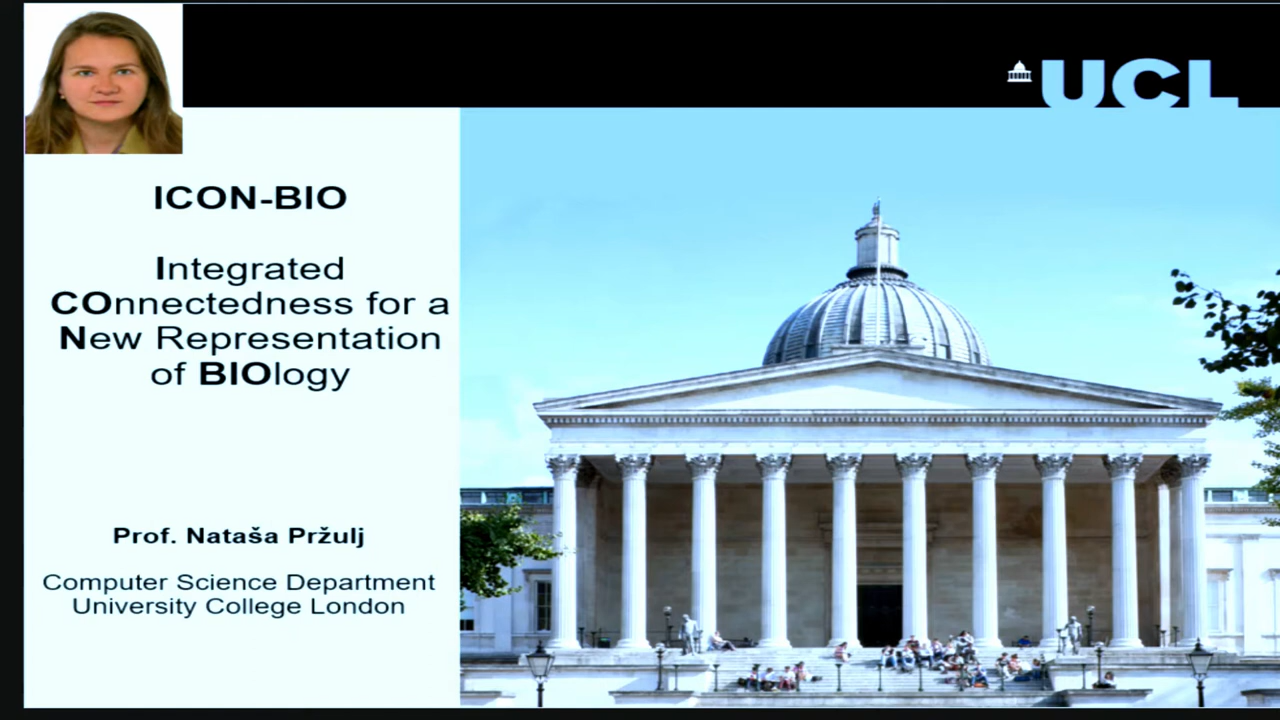 UCL
ICON-BIO
Integrated
COnnectedness for a
New Representation
of BIOlogy
Prof. Nataša Pržulj
Computer Science Department
University College London